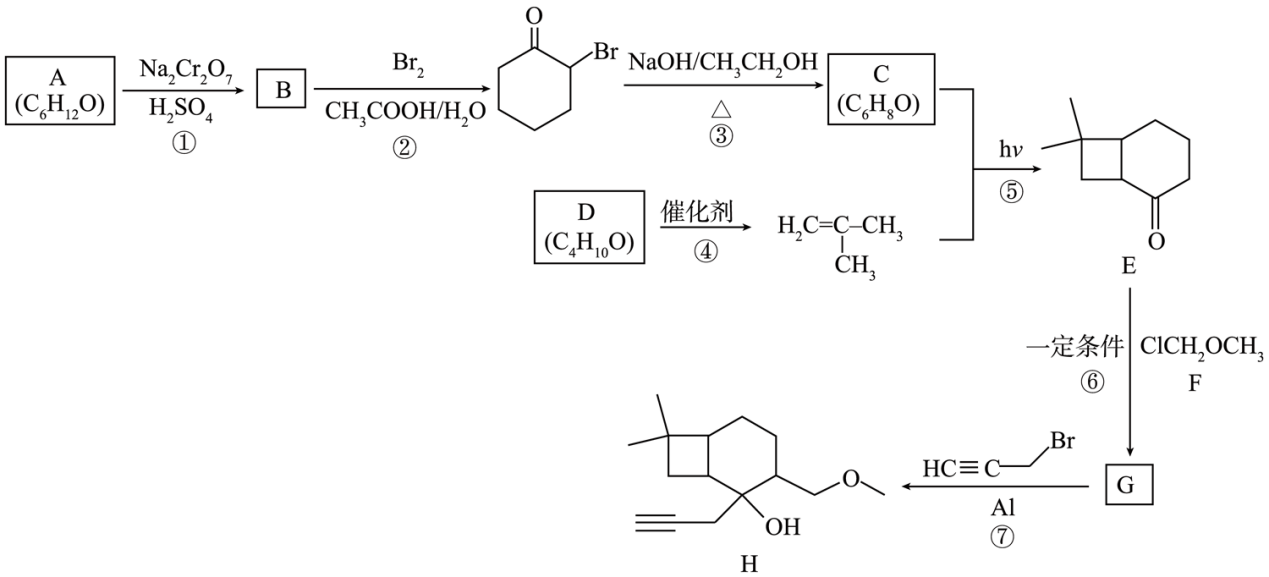 A
(C₆H₁₂O)
Na₂Cr₂O₇
H₂SO₄
①
B
Br₂
CH₃COOH/H₂O
②
O
Br
NaOH/CH₃CH₂OH
△
③
C
(C₆H₈O)
D
(C₄H₁₀O)
催化剂
④
H₂C=C–CH₃
CH₃
hν
⑤
O
E
一定条件
⑥
ClCH₂OCH₃
F
G
HC≡C
Br
Al
⑦
O
OH
H